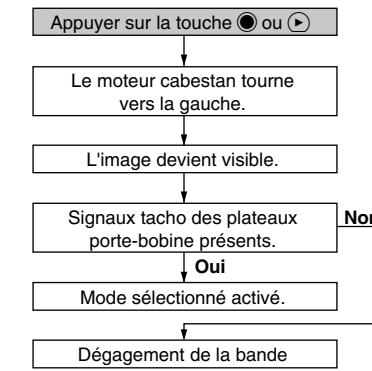 Appuyer sur la touche ou
Le moteur cabestan tourne
vers la gauche.
L'image devient visible.
Signaux tacho des plateaux
porte-bobine présents.
Oui
Mode sélectionné activé.
Dégagement de la bande